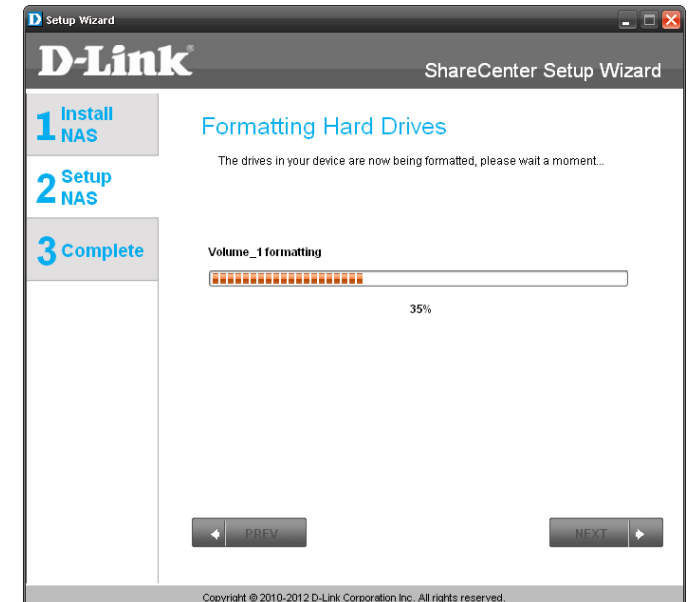 D Setup Wizard
D-Link®
ShareCenter Setup Wizard
1 Install
NAS
2 Setup
NAS
3 Complete
Formatting Hard Drives
The drives in your device are now being formatted, please wait a moment...
Volume_1 formatting
35%
PREV
NEXT
Copyright © 2010-2012 D-Link Corporation Inc. All rights reserved.